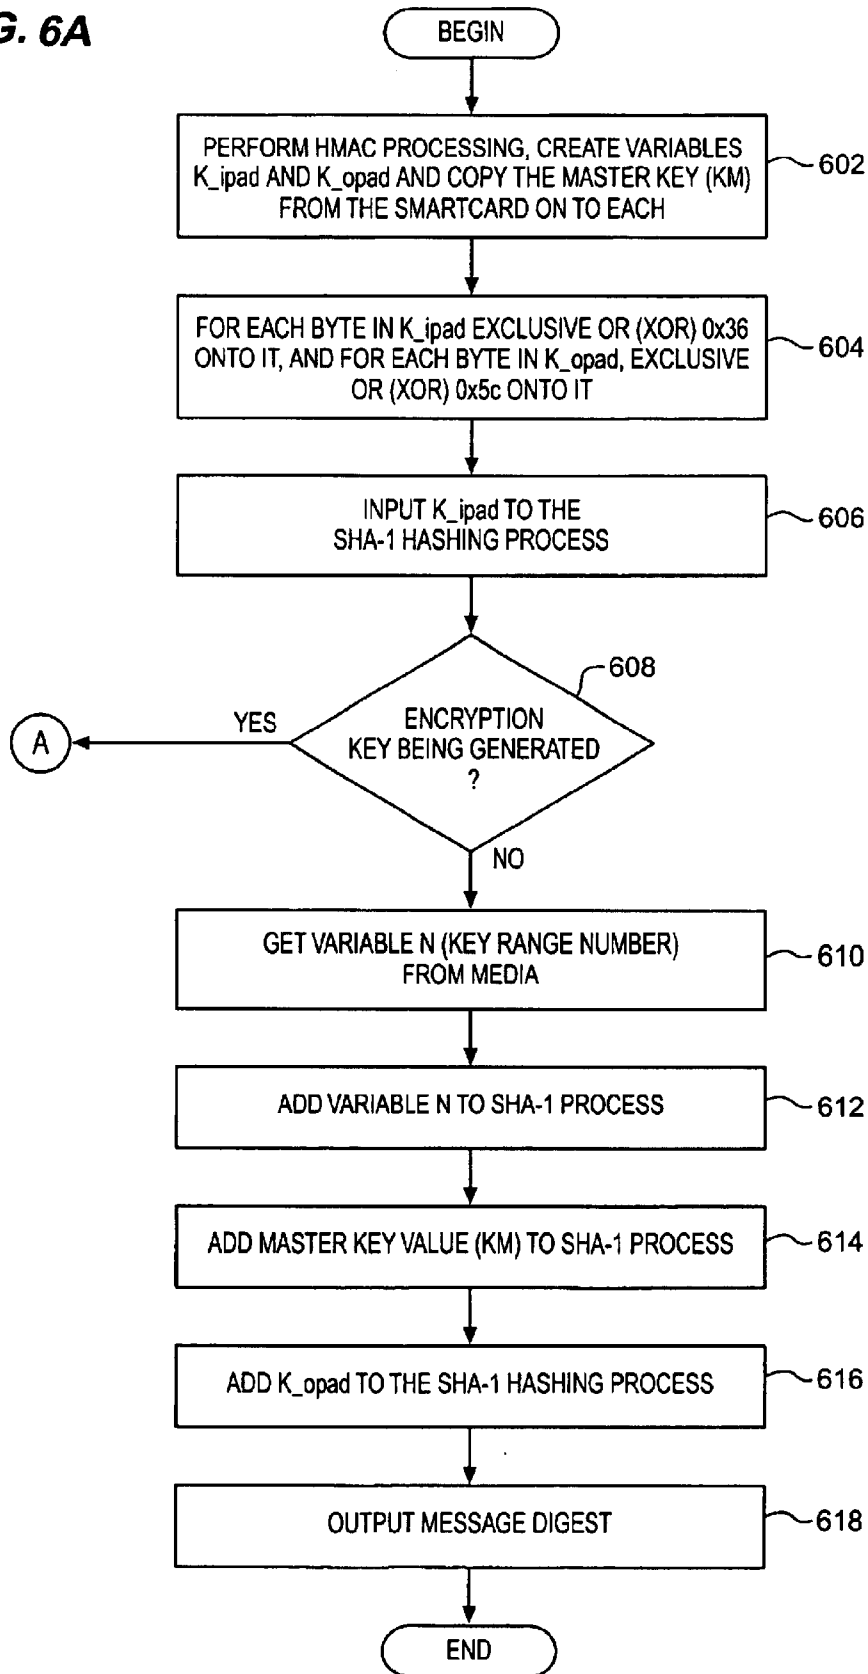 G. 6A
BEGIN
PERFORM HMAC PROCESSING, CREATE VARIABLES
K_ipad AND K_opad AND COPY THE MASTER KEY (KM)
FROM THE SMARTCARD ON TO EACH
602
FOR EACH BYTE IN K_ipad EXCLUSIVE OR (XOR) 0x36
ONTO IT, AND FOR EACH BYTE IN K_opad, EXCLUSIVE
OR (XOR) 0x5c ONTO IT
604
INPUT K_ipad TO THE
SHA-1 HASHING PROCESS
606
608
ENCRYPTION
KEY BEING GENERATED
?
YES
A
NO
GET VARIABLE N (KEY RANGE NUMBER)
FROM MEDIA
610
ADD VARIABLE N TO SHA-1 PROCESS
612
ADD MASTER KEY VALUE (KM) TO SHA-1 PROCESS
614
ADD K_opad TO THE SHA-1 HASHING PROCESS
616
OUTPUT MESSAGE DIGEST
618
END